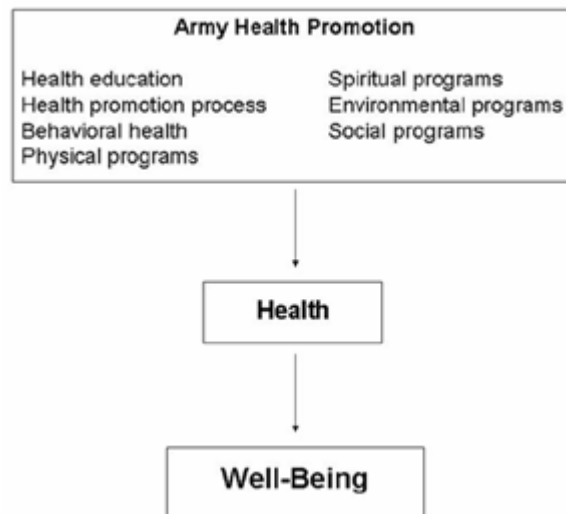 Army Health Promotion
Health education
Health promotion process
Behavioral health
Physical programs
Spiritual programs
Environmental programs
Social programs
Health
Well-Being